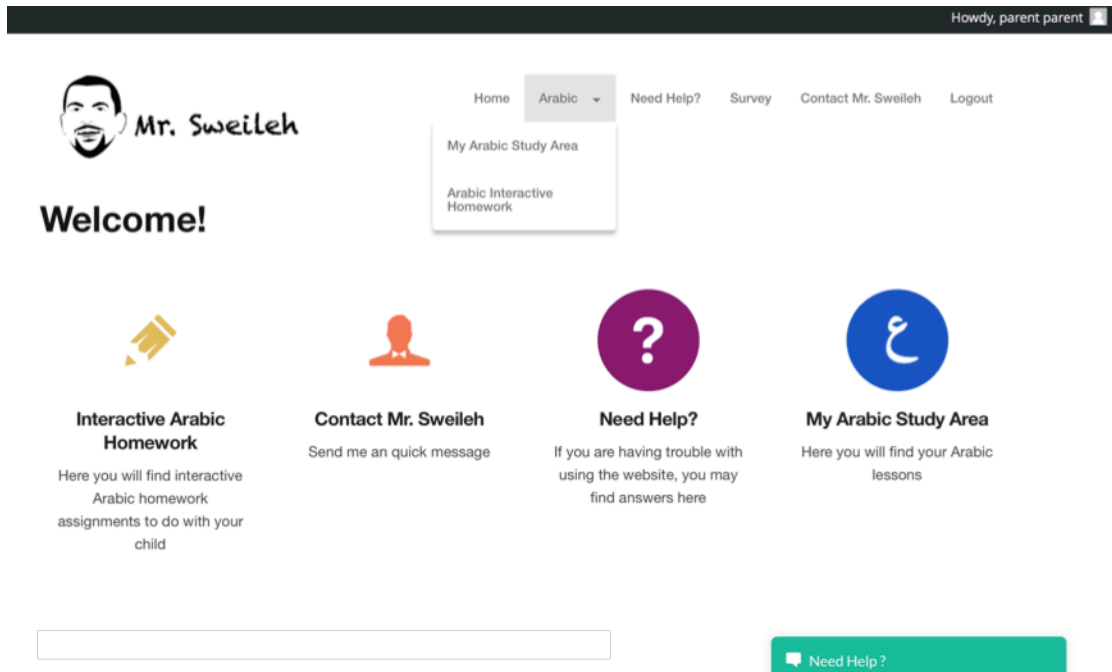 Howdy, parent parent
Mr. Sweileh
Home Arabic Need Help? Survey Contact Mr. Sweileh Logout
My Arabic Study Area
Arabic Interactive
Homework
Welcome!
?
ع
Interactive Arabic
Homework
Here you will find interactive
Arabic homework
assignments to do with your
child
Contact Mr. Sweileh
Send me an quick message
Need Help?
If you are having trouble with
using the website, you may
find answers here
My Arabic Study Area
Here you will find your Arabic
lessons
Need Help ?